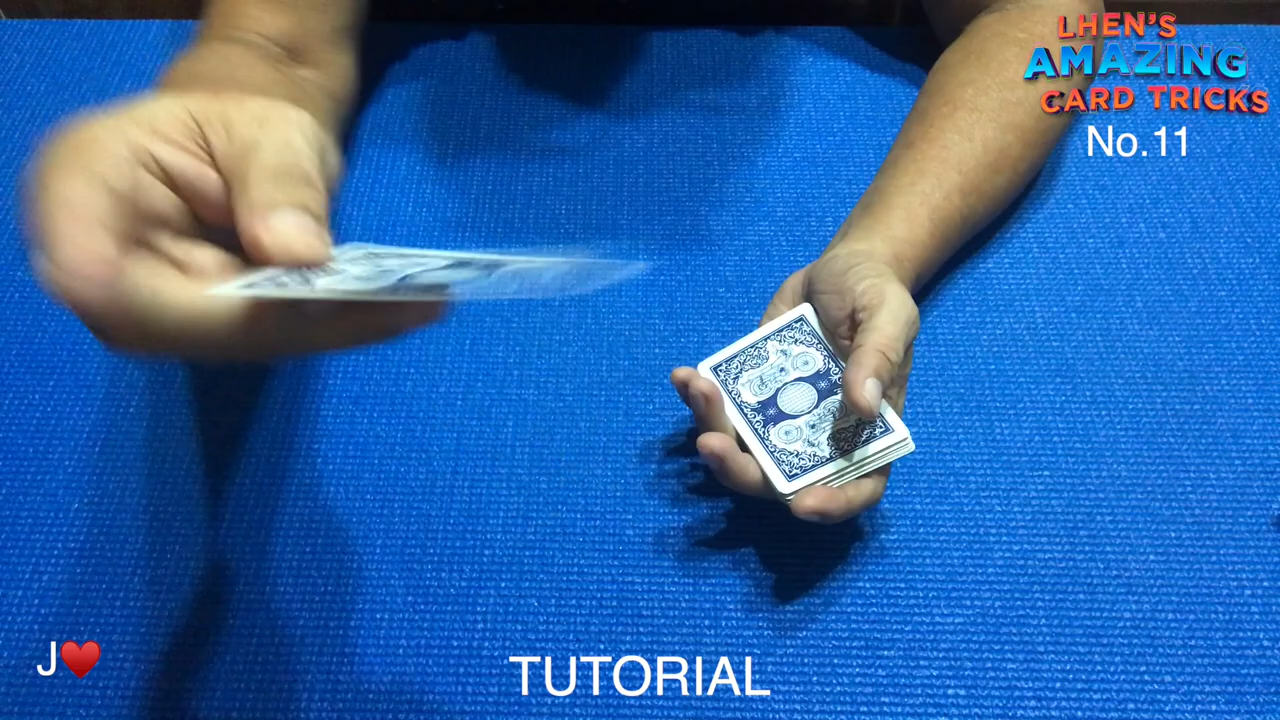 LHEN'S
AMAZING
CARD TRICKS
No.11
J♥️
TUTORIAL